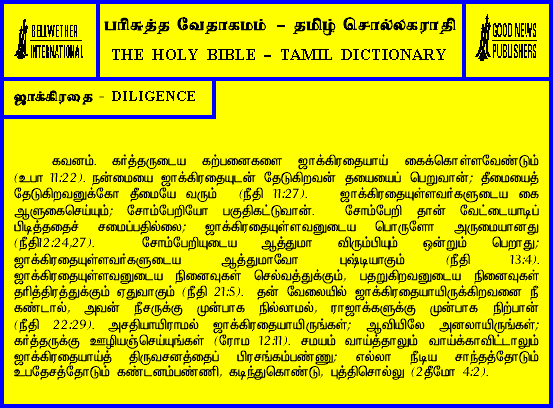 BELLWETHER
INTERNATIONAL
பரிசுத்த வேதாகமம் - தமிழ் சொல்லகராதி
THE HOLY BIBLE - TAMIL DICTIONARY
GOOD NEWS
PUBLISHERS
ஜாக்கிரதை - DILIGENCE
கவனம். கர்த்தருடைய கற்பனைகளை ஜாக்கிரதையாய் கைக்கொள்ளவேண்டும்
(உபா 11:22). நன்மையை ஜாக்கிரதையுடன் தேடுகிறவன் தயையைப் பெறுவான்; தீமையைத்
தேடுகிறவனுக்கோ தீமையே வரும் (நீதி 11:27). ஜாக்கிரதையுள்ளவர்களுடைய கை
ஆளுகைசெய்யும்; சோம்பேறியோ பகுதிகட்டுவான். சோம்பேறி தான் வேட்டையாடிப்
பிடித்ததைச் சமைப்பதில்லை; ஜாக்கிரதையுள்ளவனுடைய பொருளோ அருமையானது
(நீதி12:24,27). சோம்பேறியுடைய ஆத்துமா விரும்பியும் ஒன்றும் பெறாது;
ஜாக்கிரதையுள்ளவர்களுடைய ஆத்துமாவோ புஷ்டியாகும் (நீதி 13:4).
ஜாக்கிரதையுள்ளவனுடைய நினைவுகள் செல்வத்துக்கும், பதறுகிறவனுடைய நினைவுகள்
தரித்திரத்துக்கும் ஏதுவாகும் (நீதி 21:5). தன் வேலையில் ஜாக்கிரதையாயிருக்கிறவனை நீ
கண்டால், அவன் நீசருக்கு முன்பாக நில்லாமல், ராஜாக்களுக்கு முன்பாக நிற்பான்
(நீதி 22:29). அசதியாயிராமல் ஜாக்கிரதையாயிருங்கள்; ஆவியிலே அனலாயிருங்கள்;
கர்த்தருக்கு ஊழியஞ்செய்யுங்கள் (ரோம 12:11). சமயம் வாய்த்தாலும் வாய்க்காவிட்டாலும்
ஜாக்கிரதையாய்த் திருவசனத்தைப் பிரசங்கம்பண்ணு; எல்லா நீடிய சாந்தத்தோடும்
உபதேசத்தோடும் கண்டனம்பண்ணி, கடிந்துகொண்டு, புத்திசொல்லு (2தீமோ 4:2).